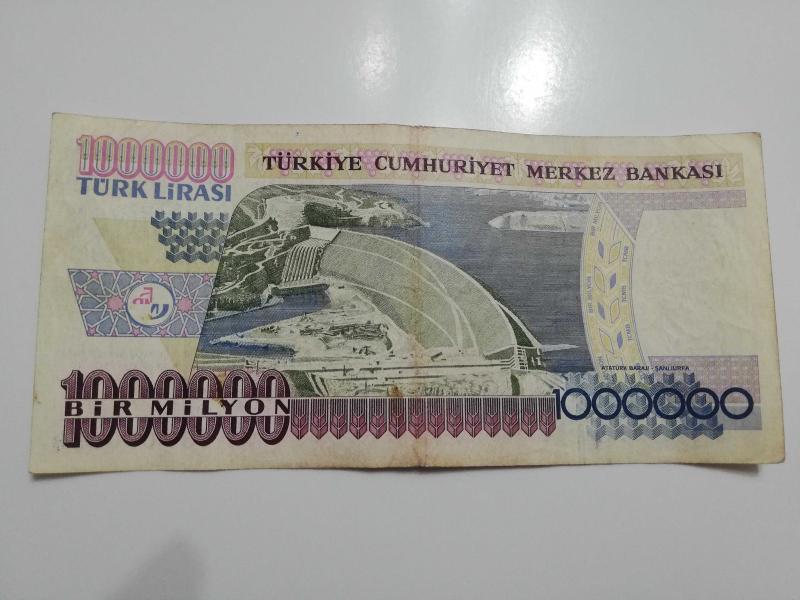 1000000
TÜRK LİRASI
TÜRKİYE CUMHURİYET MERKEZ BANKASI
ATATÜRK BARAJI - ŞANLIURFA
1000000
BİR MİLYON
1000000